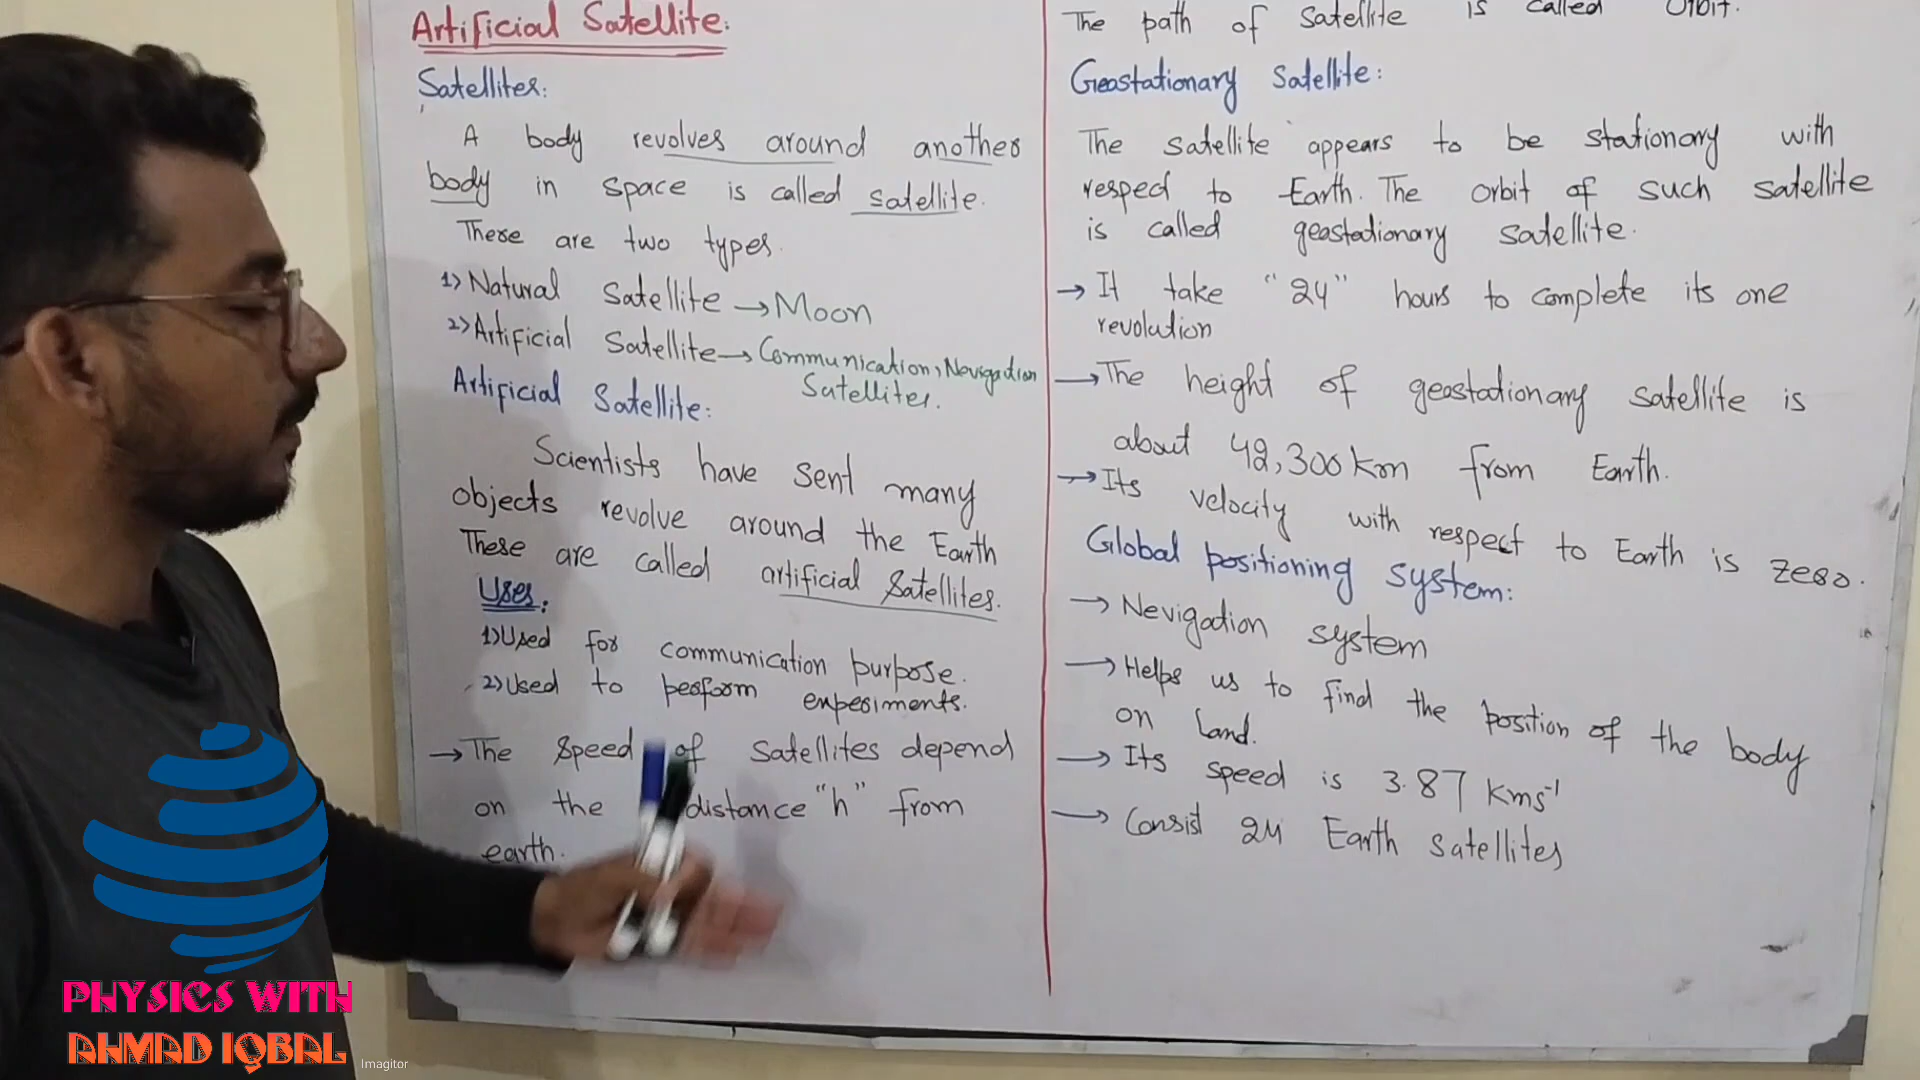 Artificial Satellite:
Satellites:
A body revolves around another
body in space is called satellite.
There are two types.
1) Natural Satellite → Moon
2) Artificial Satellite → Communication, Nevigation
Satellites.
Artificial Satellite:
Scientists have sent many
objects revolve around the Earth
These are called artificial Satellites.
Uses:
1) Used for communication purpose.
2) Used to perform experiments.
→ The Speed of Satellites depend
on the distance "h" from
earth.
The path of Satellite is called Orbit.
Geostationary Satellite:
The satellite appears to be stationary with
respect to Earth. The orbit of such satellite
is called geostationary satellite.
→ It take "24" hours to complete its one
revolution
→ The height of geostationary satellite is
about 42,300 km from Earth.
→ Its velocity with respect to Earth is zero.
Global positioning system:
→ Nevigation system
→ Helps us to find the position of the body
on land.
→ Its speed is 3.87 kms⁻¹
→ Consist 24 Earth satellites
PHYSICS WITH
AHMAD IQBAL
Imagitor